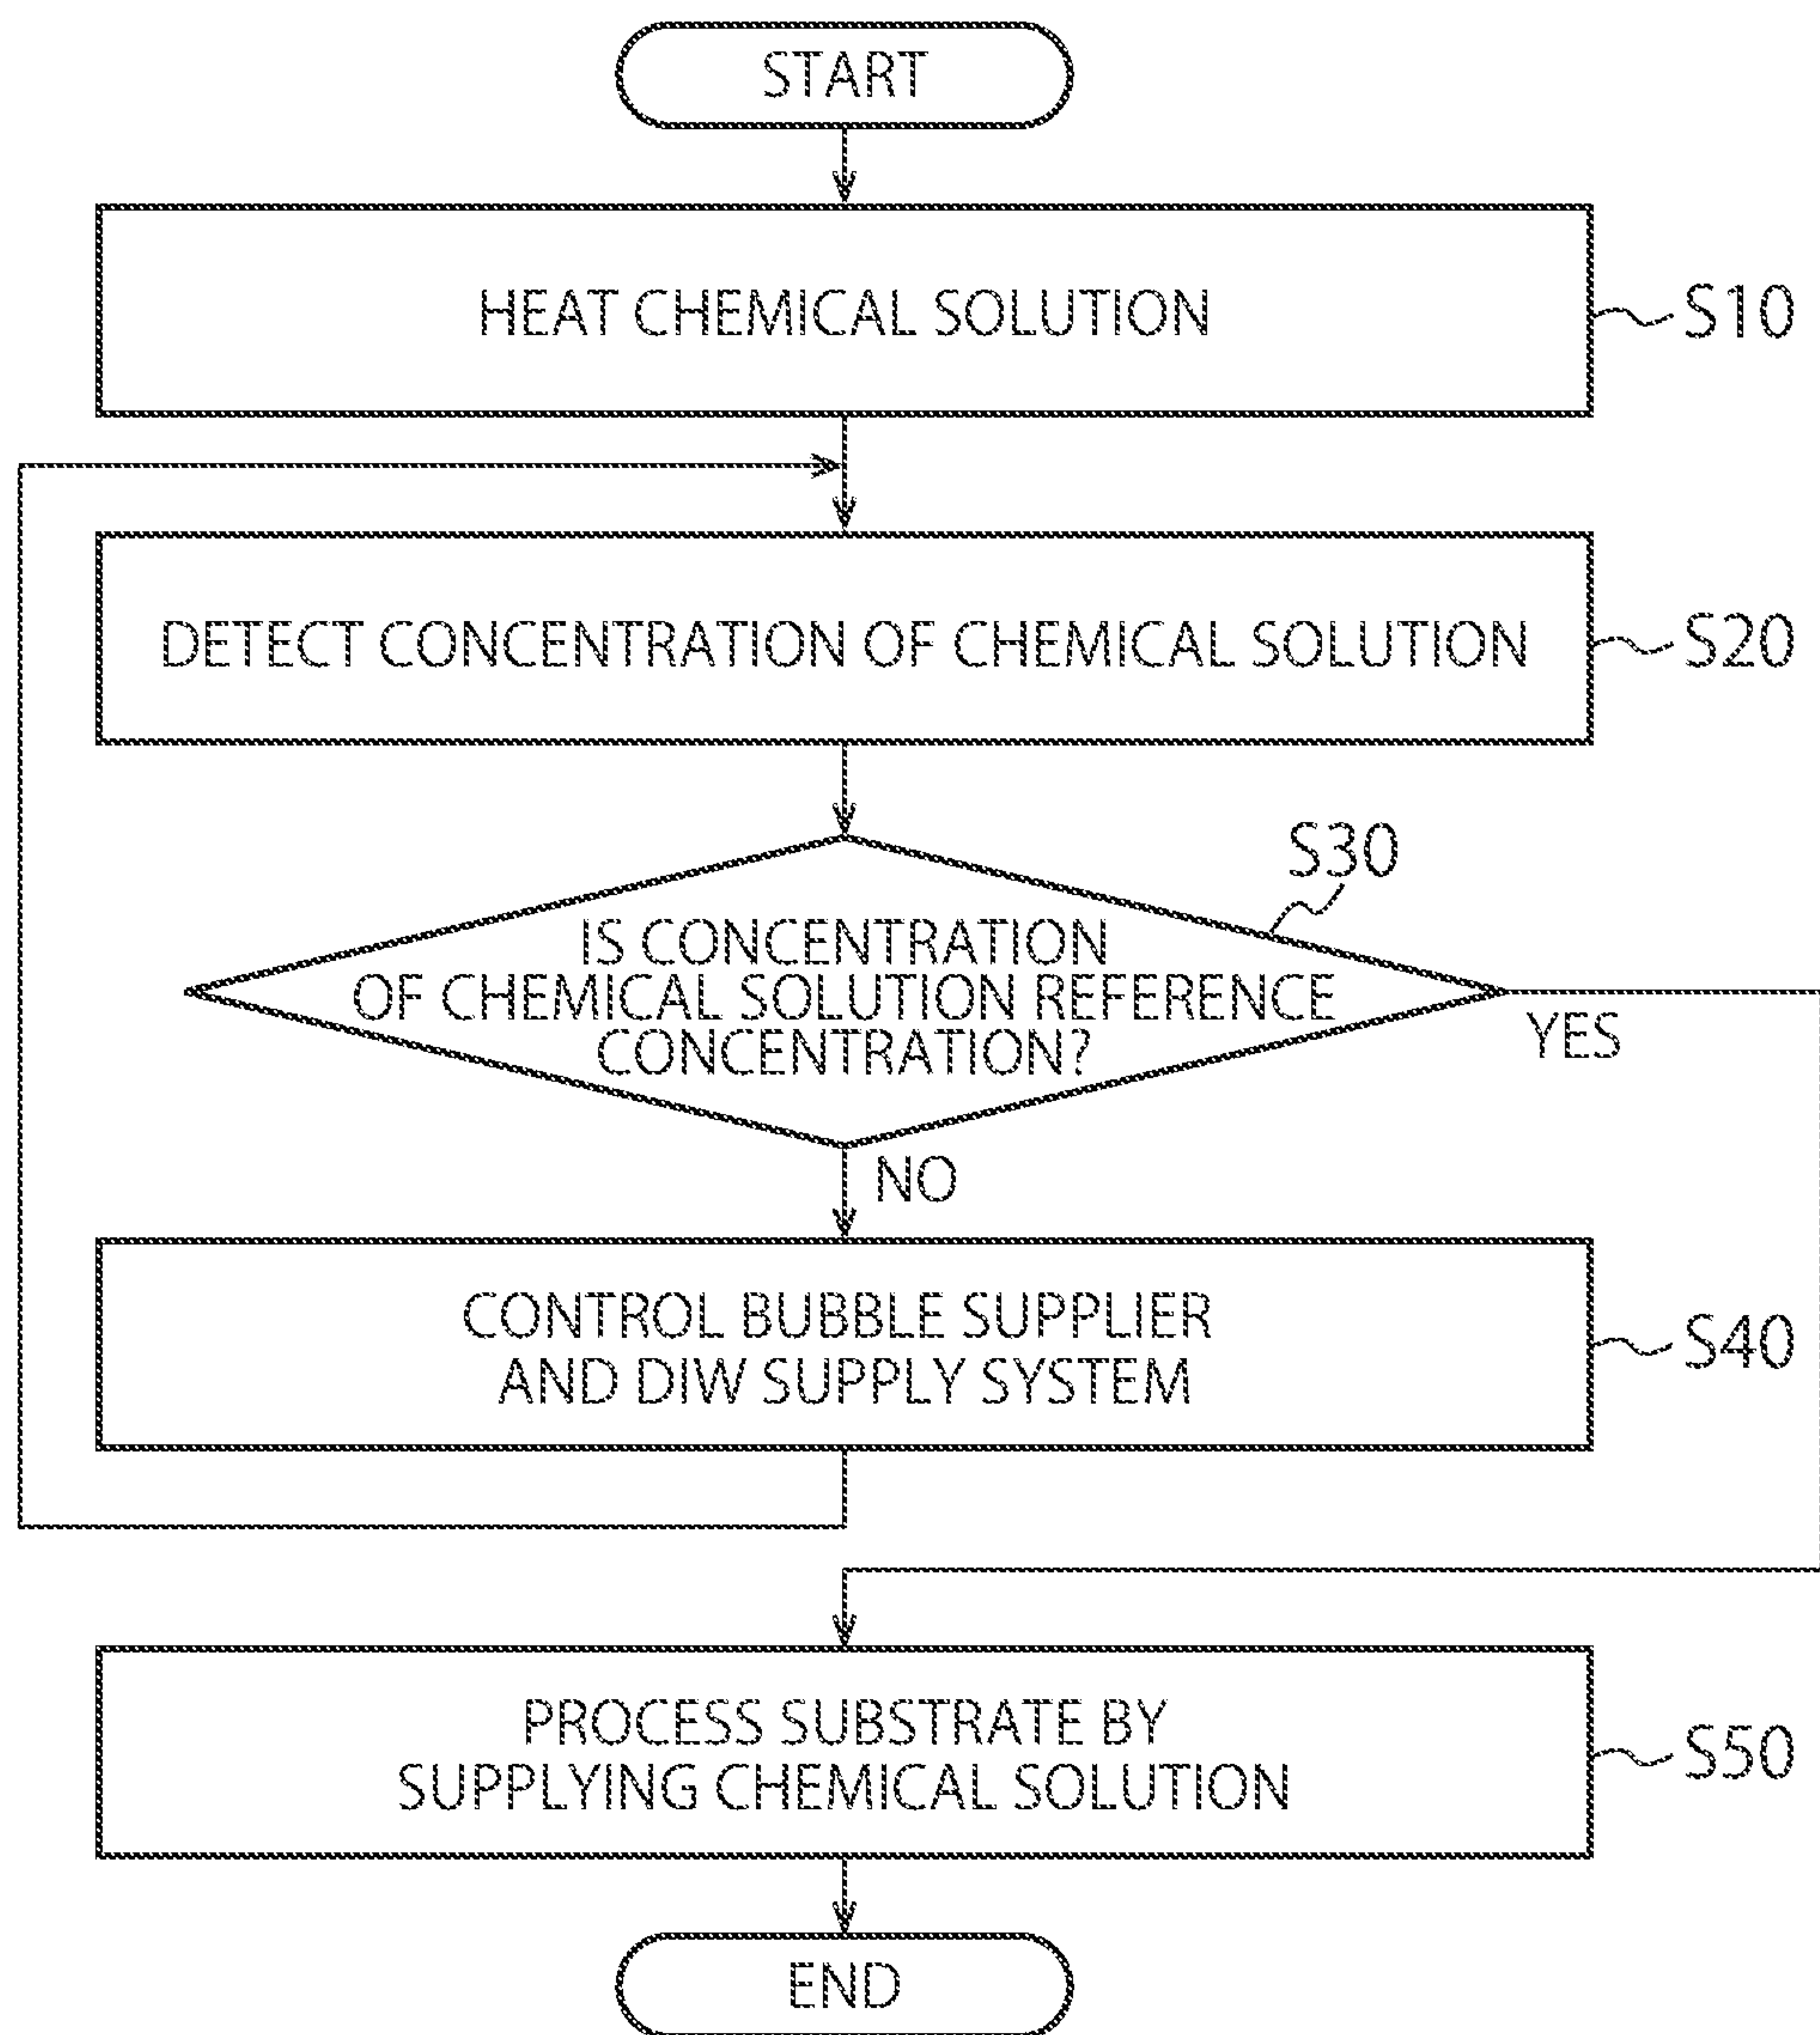 START
HEAT CHEMICAL SOLUTION
S10
DETECT CONCENTRATION OF CHEMICAL SOLUTION
S20
S30
IS CONCENTRATION
OF CHEMICAL SOLUTION REFERENCE
CONCENTRATION?
YES
NO
CONTROL BUBBLE SUPPLIER
AND DIW SUPPLY SYSTEM
S40
PROCESS SUBSTRATE BY
SUPPLYING CHEMICAL SOLUTION
S50
END